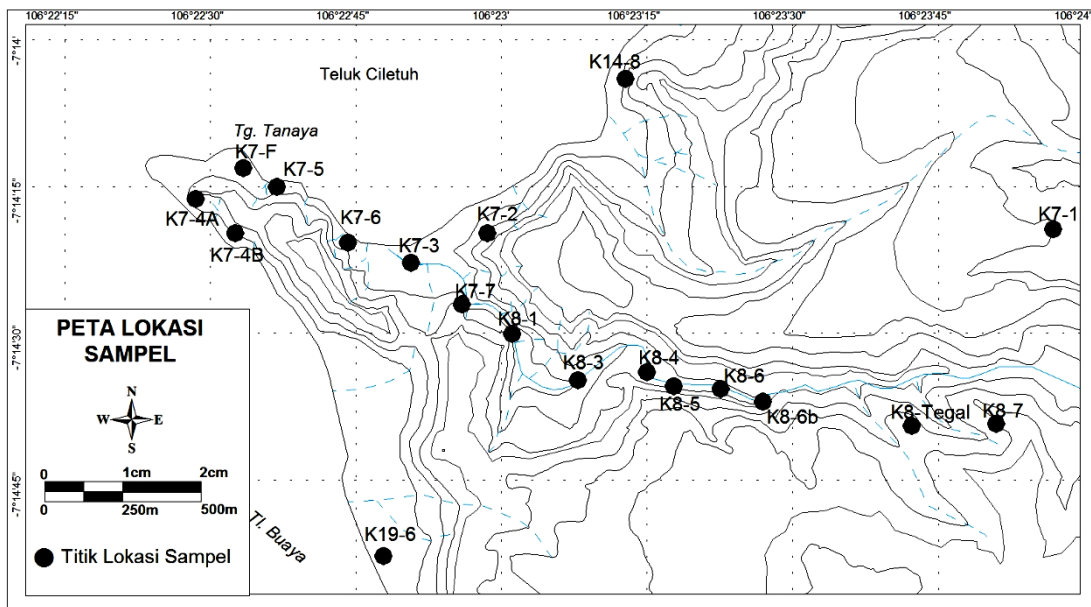 106°22'15" 106°22'30" 106°22'45" 106°23' 106°23'15" 106°23'30" 106°23'45" 106°24'
-7°14'
Teluk Ciletuh
K14-8
Tg. Tanaya
K7-F
K7-5
-7°14'15"
K7-4A
K7-4B
K7-6
K7-2
K7-3
K7-1
K7-7
K8-1
-7°14'30"
K8-3
K8-4
K8-5
K8-6
K8-6b
K8-Tegal
K8-7
-7°14'45"
Tl. Buaya
K19-6
PETA LOKASI
SAMPEL
N
W E
S
0 1cm 2cm
0 250m 500m
Titik Lokasi Sampel